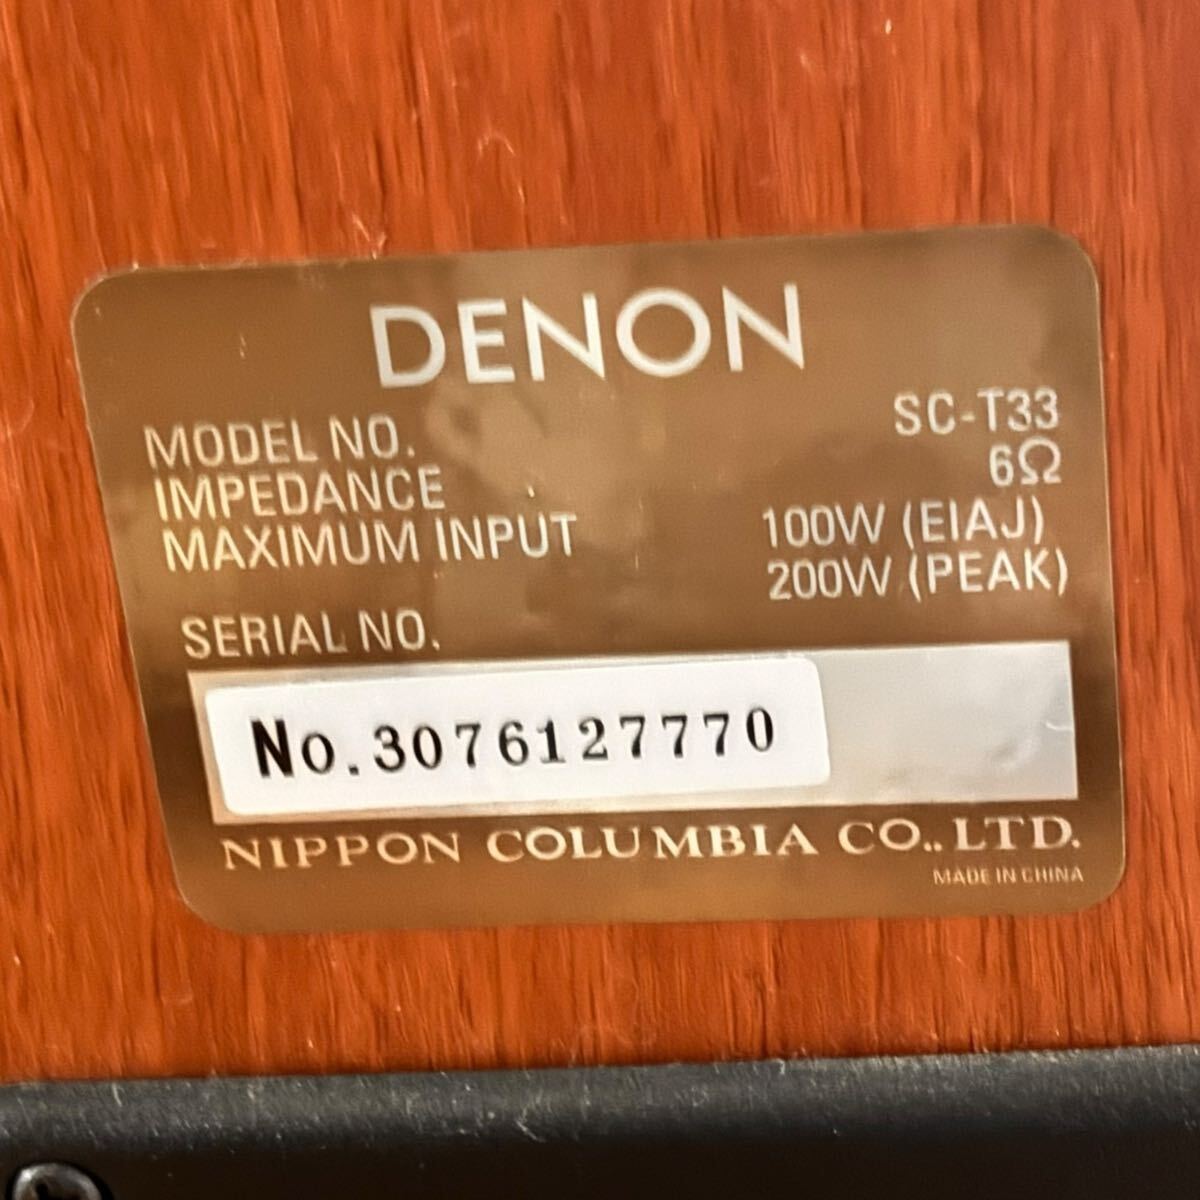 DENON
MODEL NO. SC-T33
IMPEDANCE 6Ω
MAXIMUM INPUT 100W (EIAJ)
200W (PEAK)
SERIAL NO.
No.3076127770
NIPPON COLUMBIA CO., LTD.
MADE IN CHINA